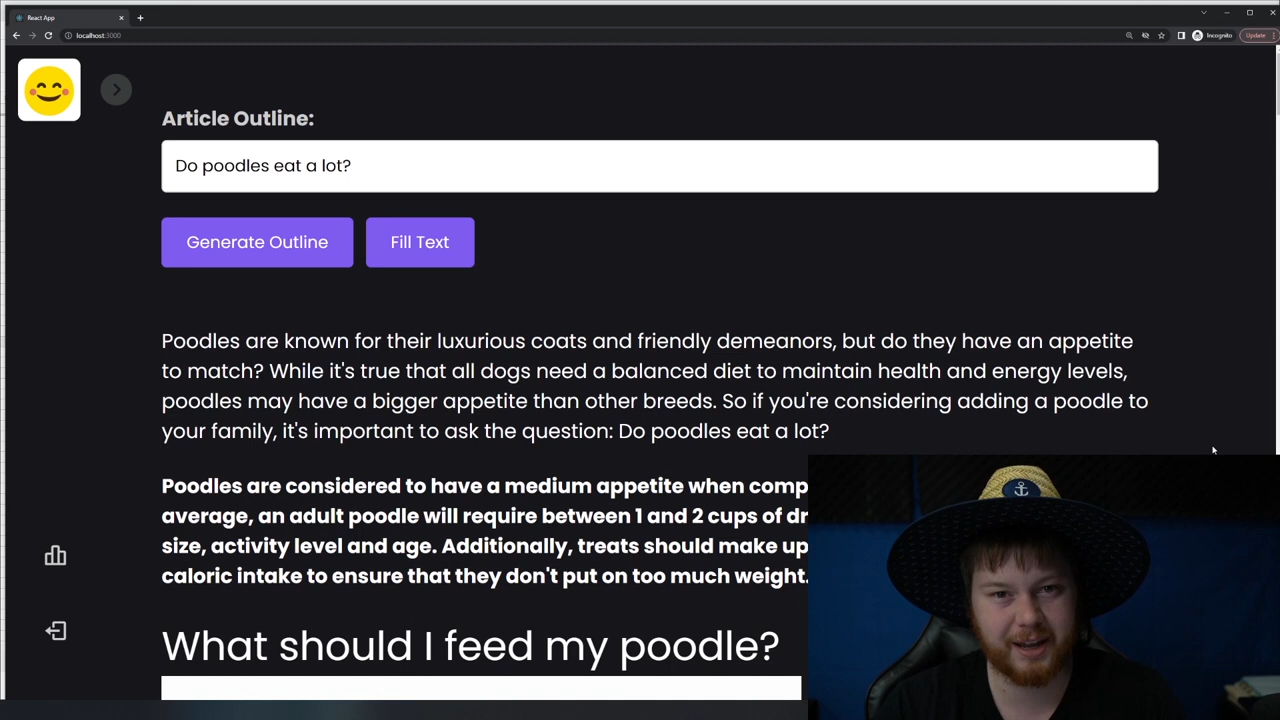 React App
localhost:3000
Incognito
Update
Article Outline:
Do poodles eat a lot?
Generate Outline
Fill Text
Poodles are known for their luxurious coats and friendly demeanors, but do they have an appetite
to match? While it's true that all dogs need a balanced diet to maintain health and energy levels,
poodles may have a bigger appetite than other breeds. So if you're considering adding a poodle to
your family, it's important to ask the question: Do poodles eat a lot?
Poodles are considered to have a medium appetite when comp
average, an adult poodle will require between 1 and 2 cups of dr
size, activity level and age. Additionally, treats should make up
caloric intake to ensure that they don't put on too much weight.
What should I feed my poodle?